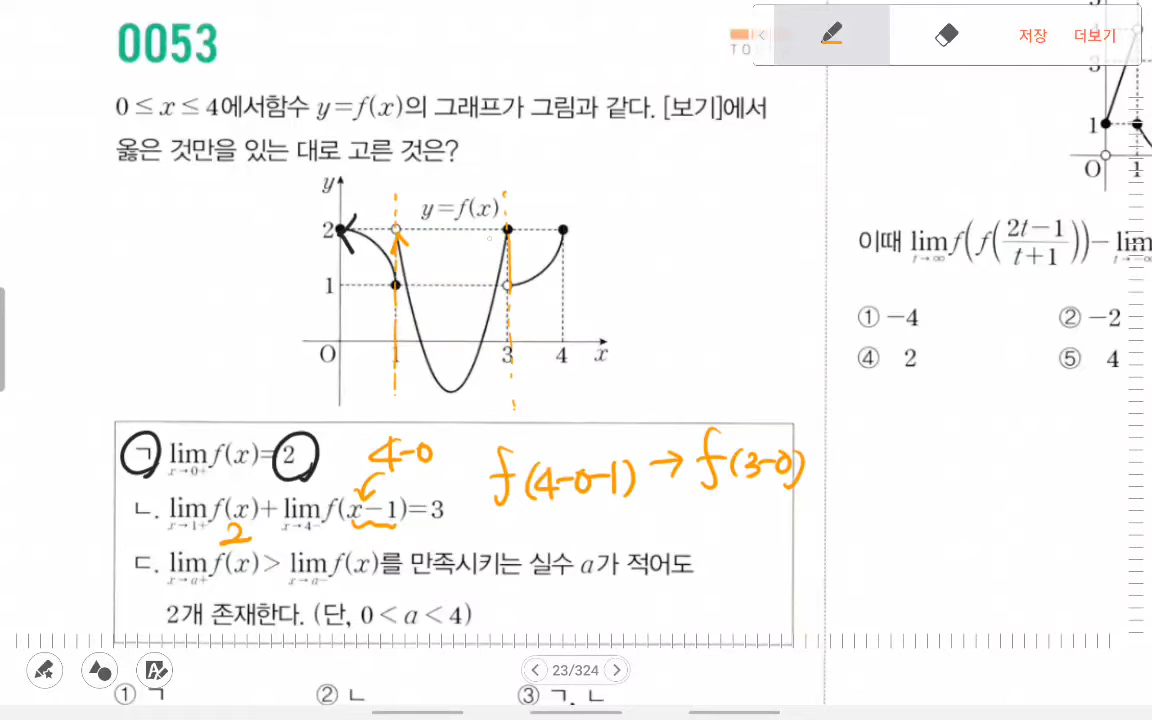 0053
TO
저장 더보기
0≤x≤4에서함수 y=f(x)의 그래프가 그림과 같다. [보기]에서
옳은 것만을 있는 대로 고른 것은?
y
y=f(x)
2
1
O 1 3 4 x
ㄱ. lim x→0+ f(x)=2
4-0
f(4-0-1) → f(3-0)
ㄴ. lim x→1+ f(x)+lim x→4- f(x-1)=3
2
ㄷ. lim x→a+ f(x)>lim x→a- f(x)를 만족시키는 실수 a가 적어도
2개 존재한다. (단, 0<a<4)
① ㄱ ② ㄴ ③ ㄱ, ㄴ
23/324
3
1
O 1
이때 lim t→∞ f(f(2t-1/t+1))-lim t→-∞
① -4 ② -2
④ 2 ⑤ 4